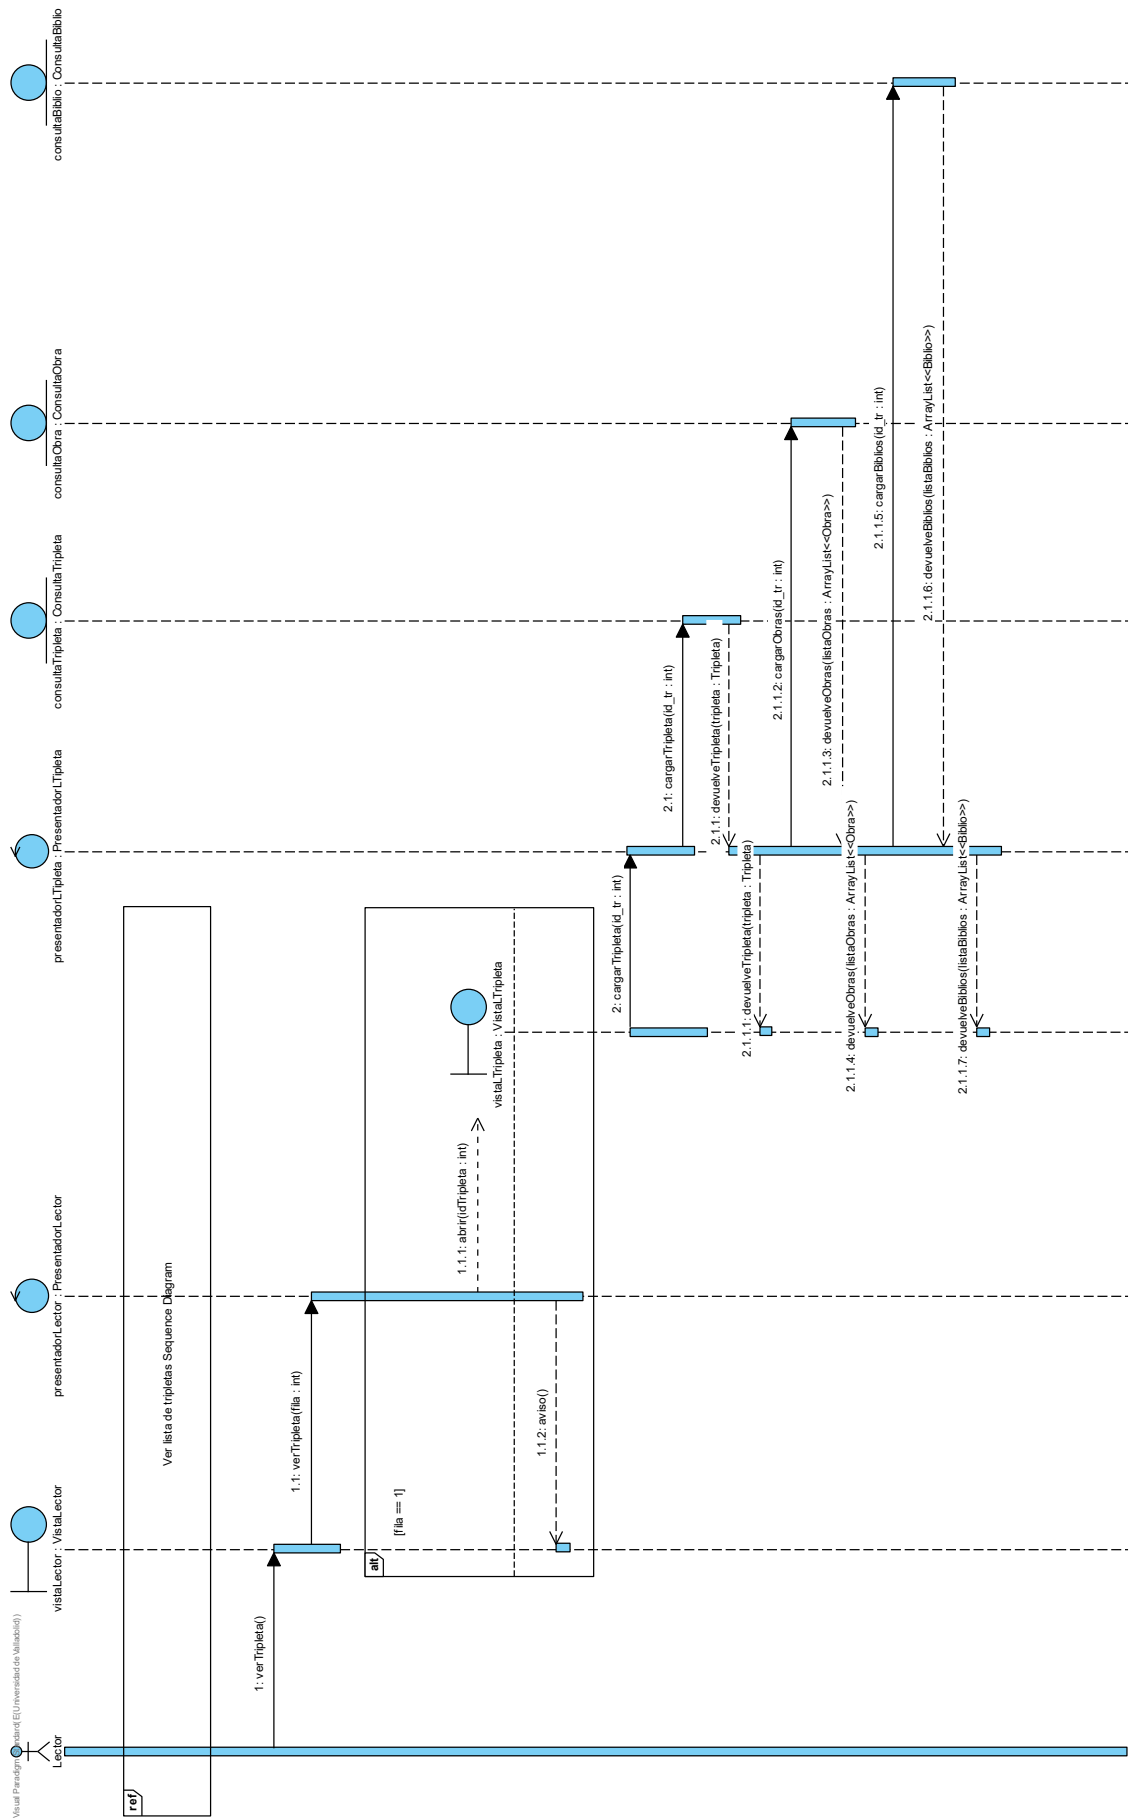 Visual Paradigm Standard(E(Universidad de Valladolid))
Lector
vistaLector : VistaLector
presentadorLector : PresentadorLector
presentadorLTipleta : PresentadorLTipleta
consultaTripleta : ConsultaTripleta
consultaObra : ConsultaObra
consultaBiblio : ConsultaBiblio
ref
Ver lista de tripletas Sequence Diagram
1: verTripleta()
1.1: verTripleta(fila : int)
alt
[fila == 1]
1.1.1: abrir(idTripleta : int)
vistaLTripleta : VistaLTripleta
1.1.2: aviso()
2: cargarTripleta(id_tr : int)
2.1: cargarTripleta(id_tr : int)
2.1.1: devuelveTripleta(tripleta : Tripleta)
2.1.1.1: devuelveTripleta(tripleta : Tripleta)
2.1.1.2: cargarObras(id_tr : int)
2.1.1.3: devuelveObras(listaObras : ArrayList<<Obra>>)
2.1.1.4: devuelveObras(listaObras : ArrayList<<Obra>>)
2.1.1.5: cargarBiblios(id_tr : int)
2.1.1.6: devuelveBiblios(listaBiblios : ArrayList<<Biblio>>)
2.1.1.7: devuelveBiblios(listaBiblios : ArrayList<<Biblio>>)